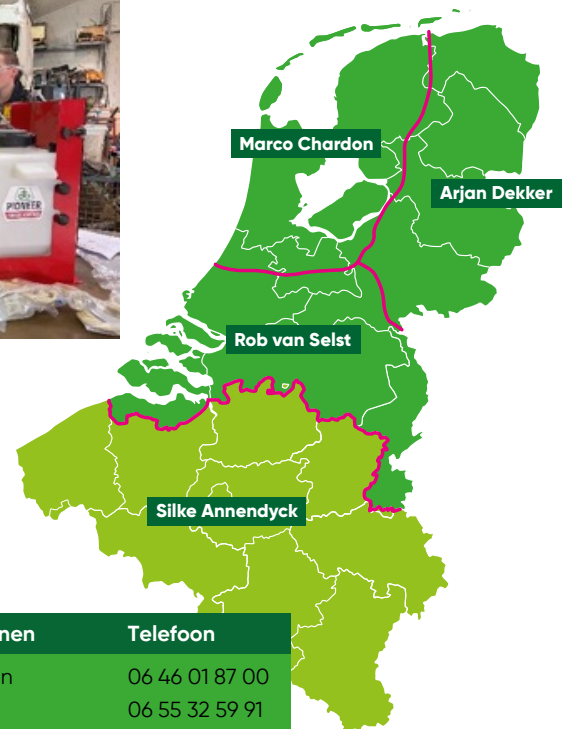 PIONEER
Marco Chardon
Arjan Dekker
Rob van Selst
Silke Annendyck
nen Telefoon
n 06 46 01 87 00
06 55 32 59 91